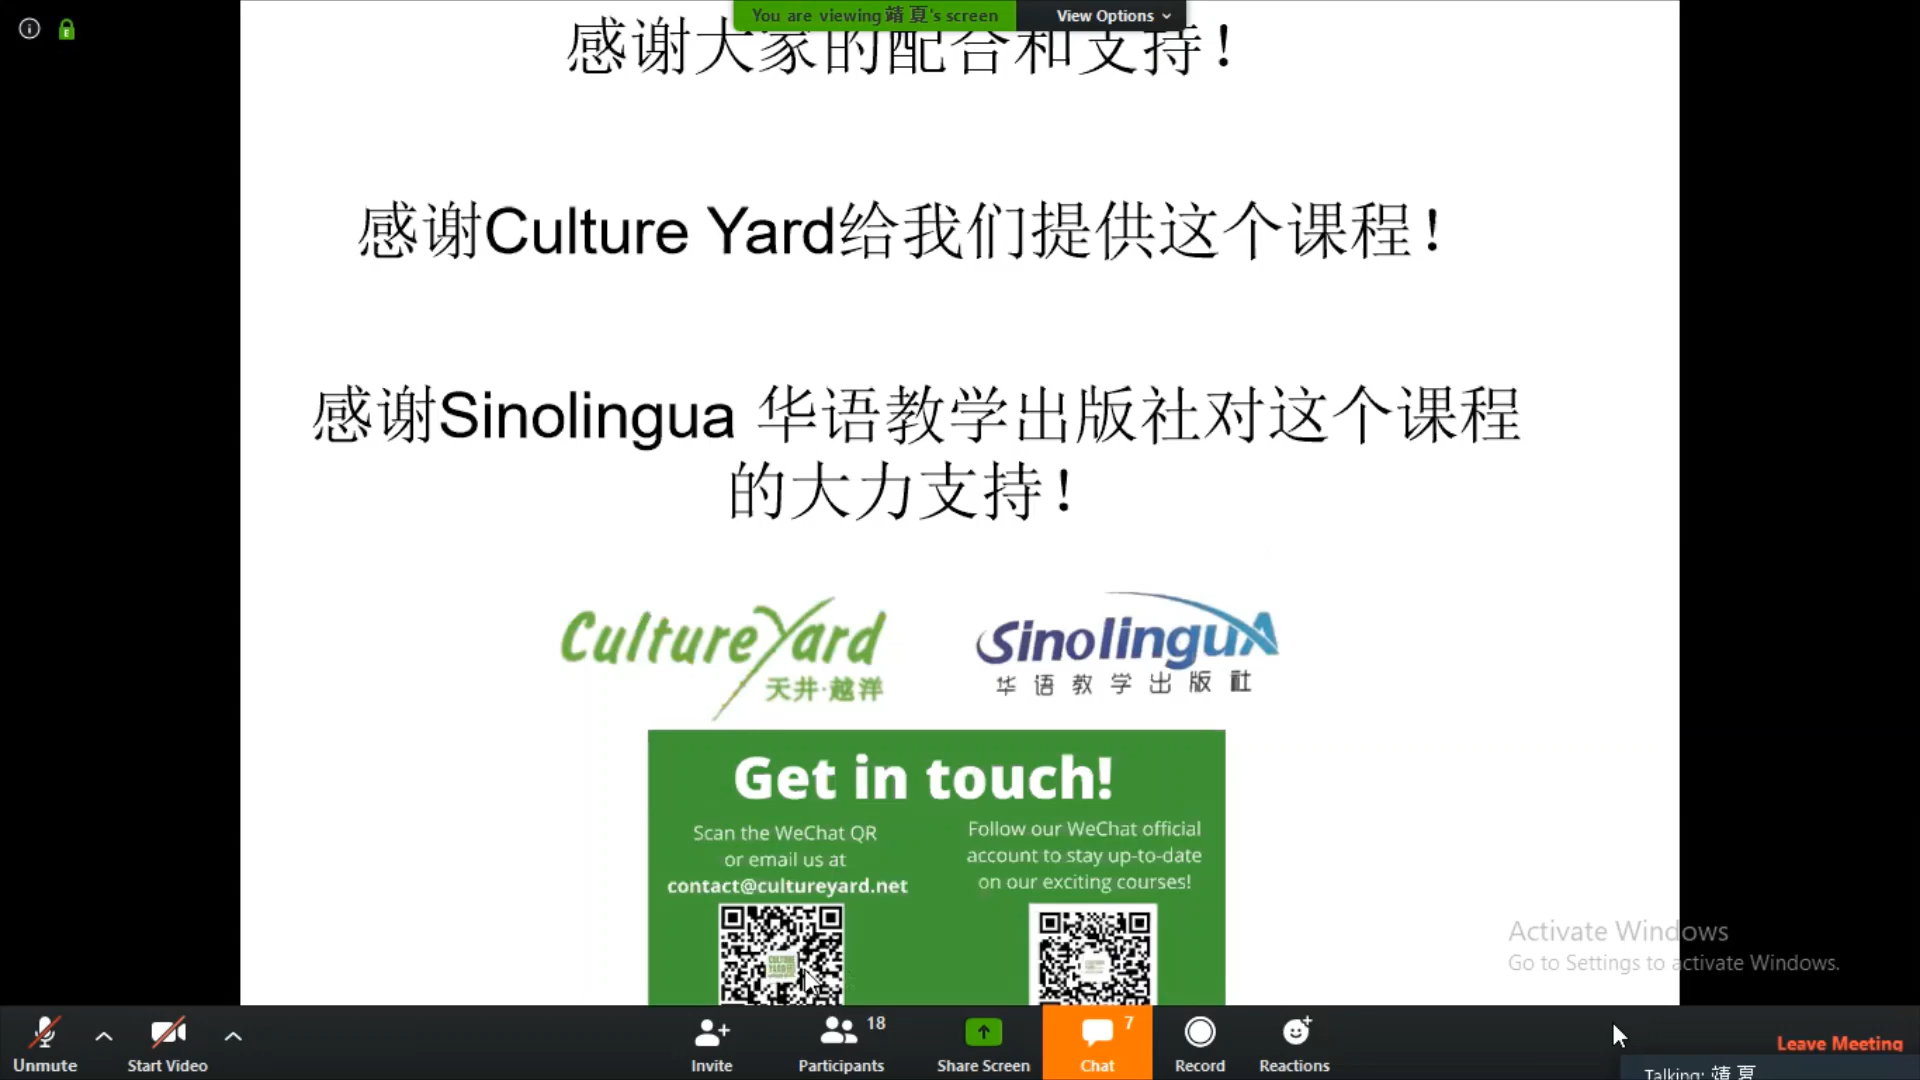 You are viewing 靖 夏's screen
View Options
感谢大家的配合和支持！
感谢Culture Yard给我们提供这个课程！
感谢Sinolingua 华语教学出版社对这个课程
的大力支持！
Culture Yard
天井·越洋
Sinolingua
华语教学出版社
Get in touch!
Scan the WeChat QR
or email us at
contact@cultureyard.net
Follow our WeChat official
account to stay up-to-date
on our exciting courses!
Activate Windows
Go to Settings to activate Windows.
Unmute
Start Video
Invite
18
Participants
Share Screen
7
Chat
Record
Reactions
Leave Meeting
Talking: 靖 夏